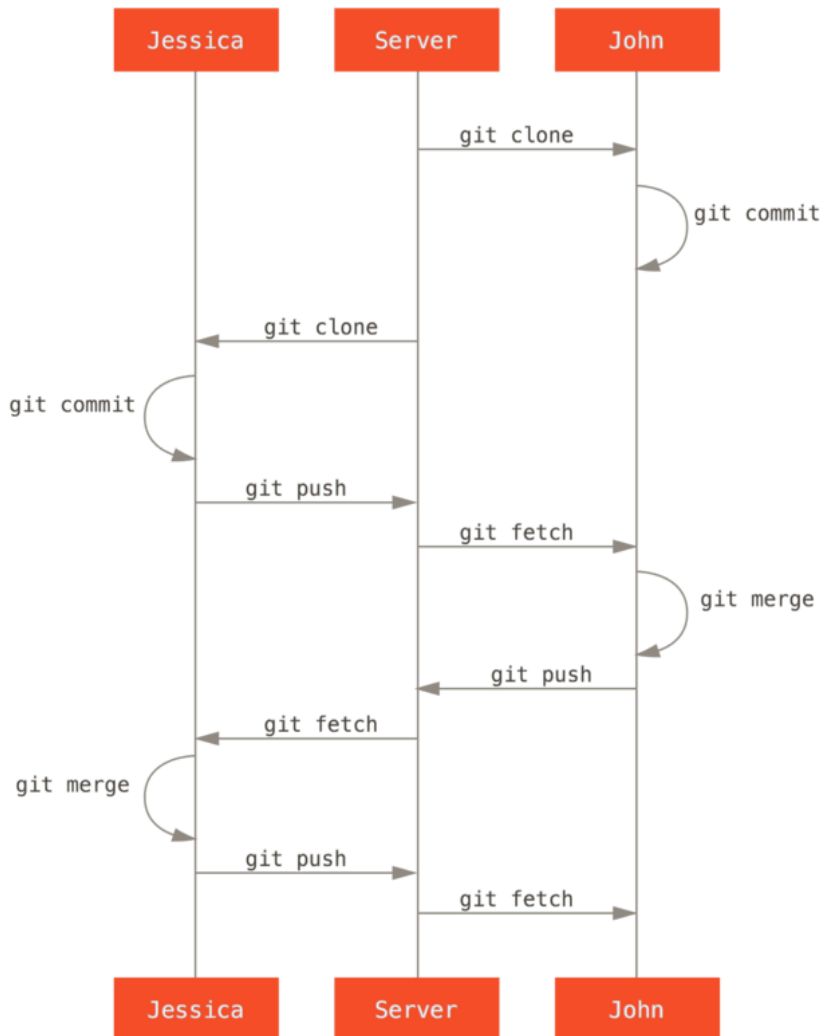 Jessica
Server
John
git clone
git commit
git clone
git commit
git push
git fetch
git merge
git push
git fetch
git merge
git push
git fetch
Jessica
Server
John